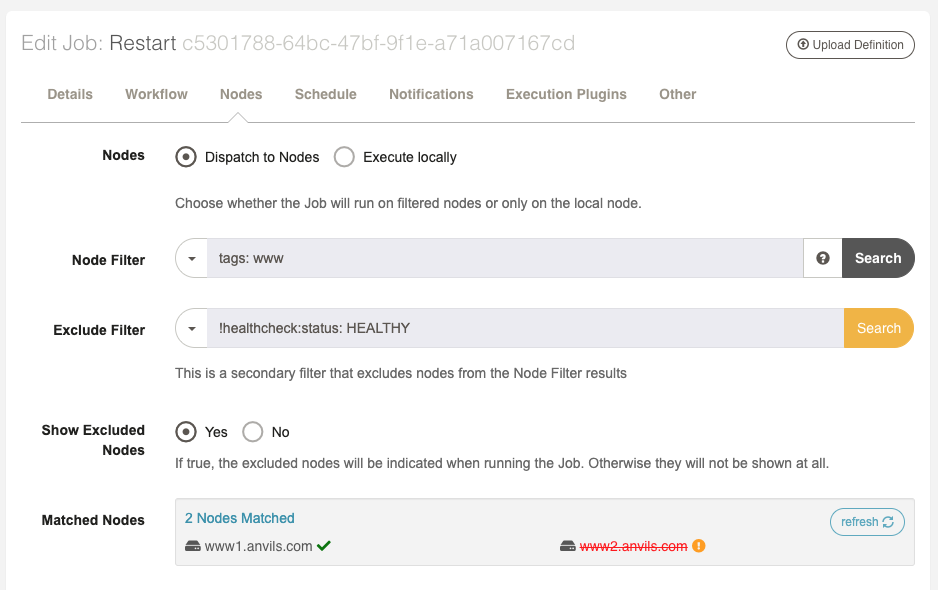 Edit Job: Restart c5301788-64bc-47bf-9f1e-a71a007167cd
Upload Definition
Details Workflow Nodes Schedule Notifications Execution Plugins Other
Nodes Dispatch to Nodes Execute locally
Choose whether the Job will run on filtered nodes or only on the local node.
Node Filter tags: www ? Search
Exclude Filter !healthcheck:status: HEALTHY Search
This is a secondary filter that excludes nodes from the Node Filter results
Show Excluded
Nodes
Yes No
If true, the excluded nodes will be indicated when running the Job. Otherwise they will not be shown at all.
Matched Nodes 2 Nodes Matched refresh
www1.anvils.com www2.anvils.com !